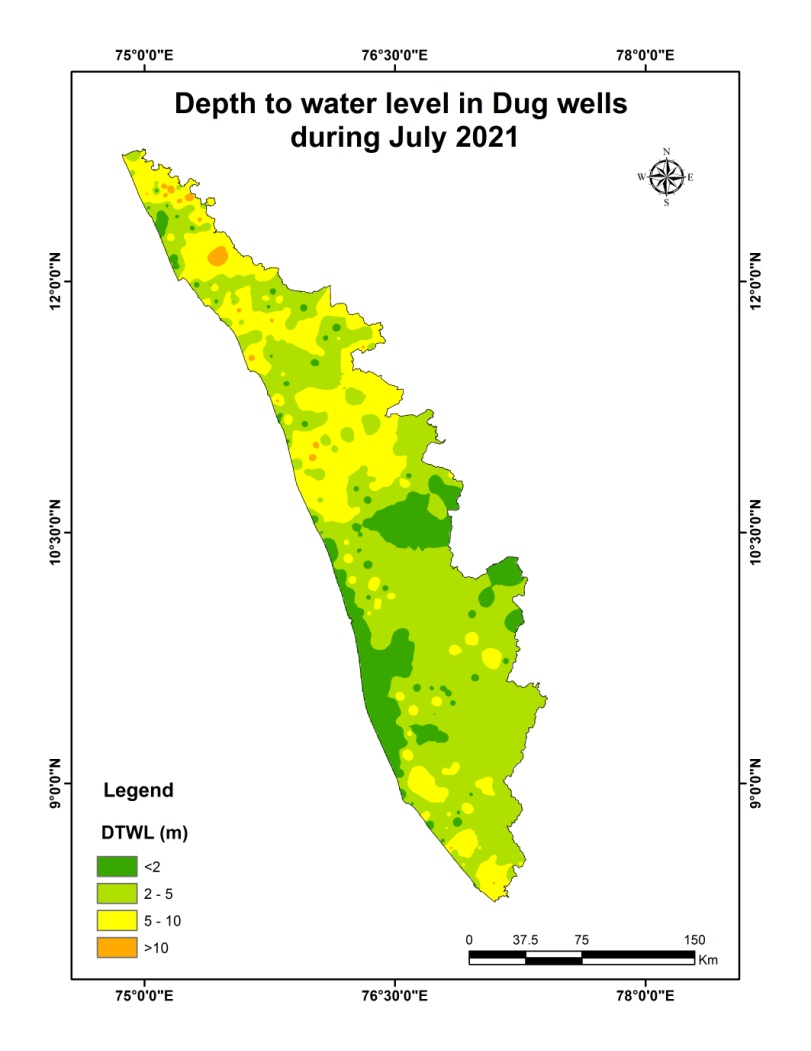 75°0'0"E 76°30'0"E 78°0'0"E
Depth to water level in Dug wells
during July 2021
N
W E
S
12°0'0"N 12°0'0"N
10°30'0"N 10°30'0"N
9°0'0"N 9°0'0"N
Legend
DTWL (m)
<2
2 - 5
5 - 10
>10
0 37.5 75 150
Km
75°0'0"E 76°30'0"E 78°0'0"E